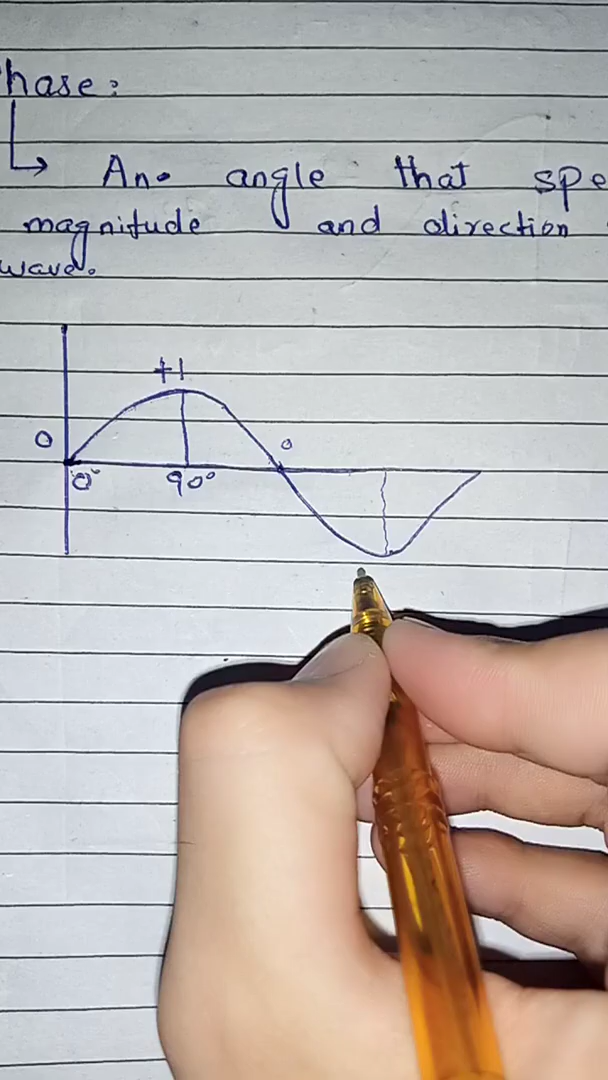 hase:
An. angle that spe
magnitude and direction
wave.
+1
0 0
0° 90°